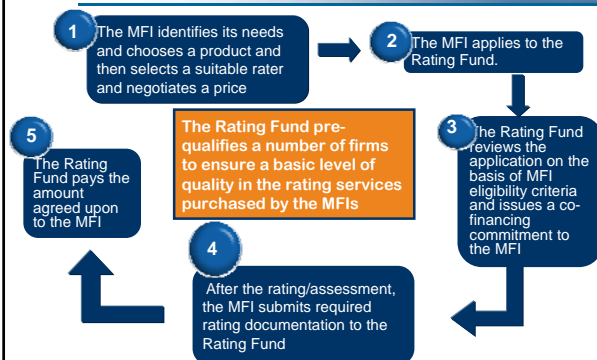 1
The MFI identifies its needs
and chooses a product and
then selects a suitable rater
and negotiates a price
2
The MFI applies to the
Rating Fund.
3
The Rating Fund
reviews the
application on the
basis of MFI
eligibility criteria
and issues a co-
financing
commitment to
the MFI
The Rating Fund pre-
qualifies a number of firms
to ensure a basic level of
quality in the rating services
purchased by the MFIs
4
After the rating/assessment,
the MFI submits required
rating documentation to the
Rating Fund
5
The Rating
Fund pays the
amount
agreed upon
to the MFI